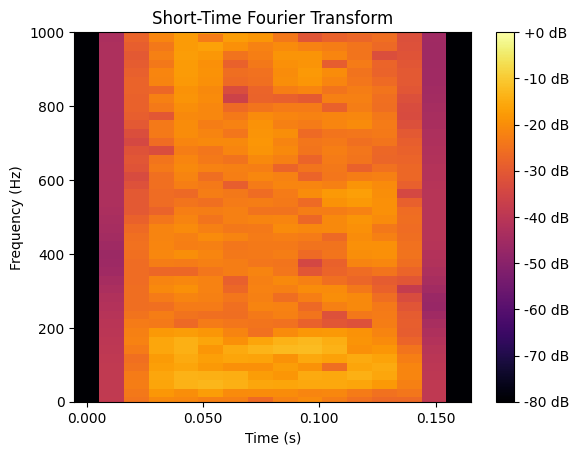 Short-Time Fourier Transform
1000
800
600
400
200
0
Frequency (Hz)
0.000
0.050
0.100
0.150
Time (s)
+0 dB
-10 dB
-20 dB
-30 dB
-40 dB
-50 dB
-60 dB
-70 dB
-80 dB